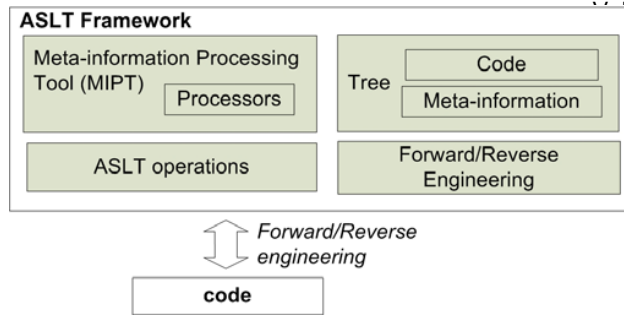 ASLT Framework
Meta-information Processing
Tool (MIPT)
Processors
Tree
Code
Meta-information
ASLT operations
Forward/Reverse
Engineering
Forward/Reverse
engineering
code